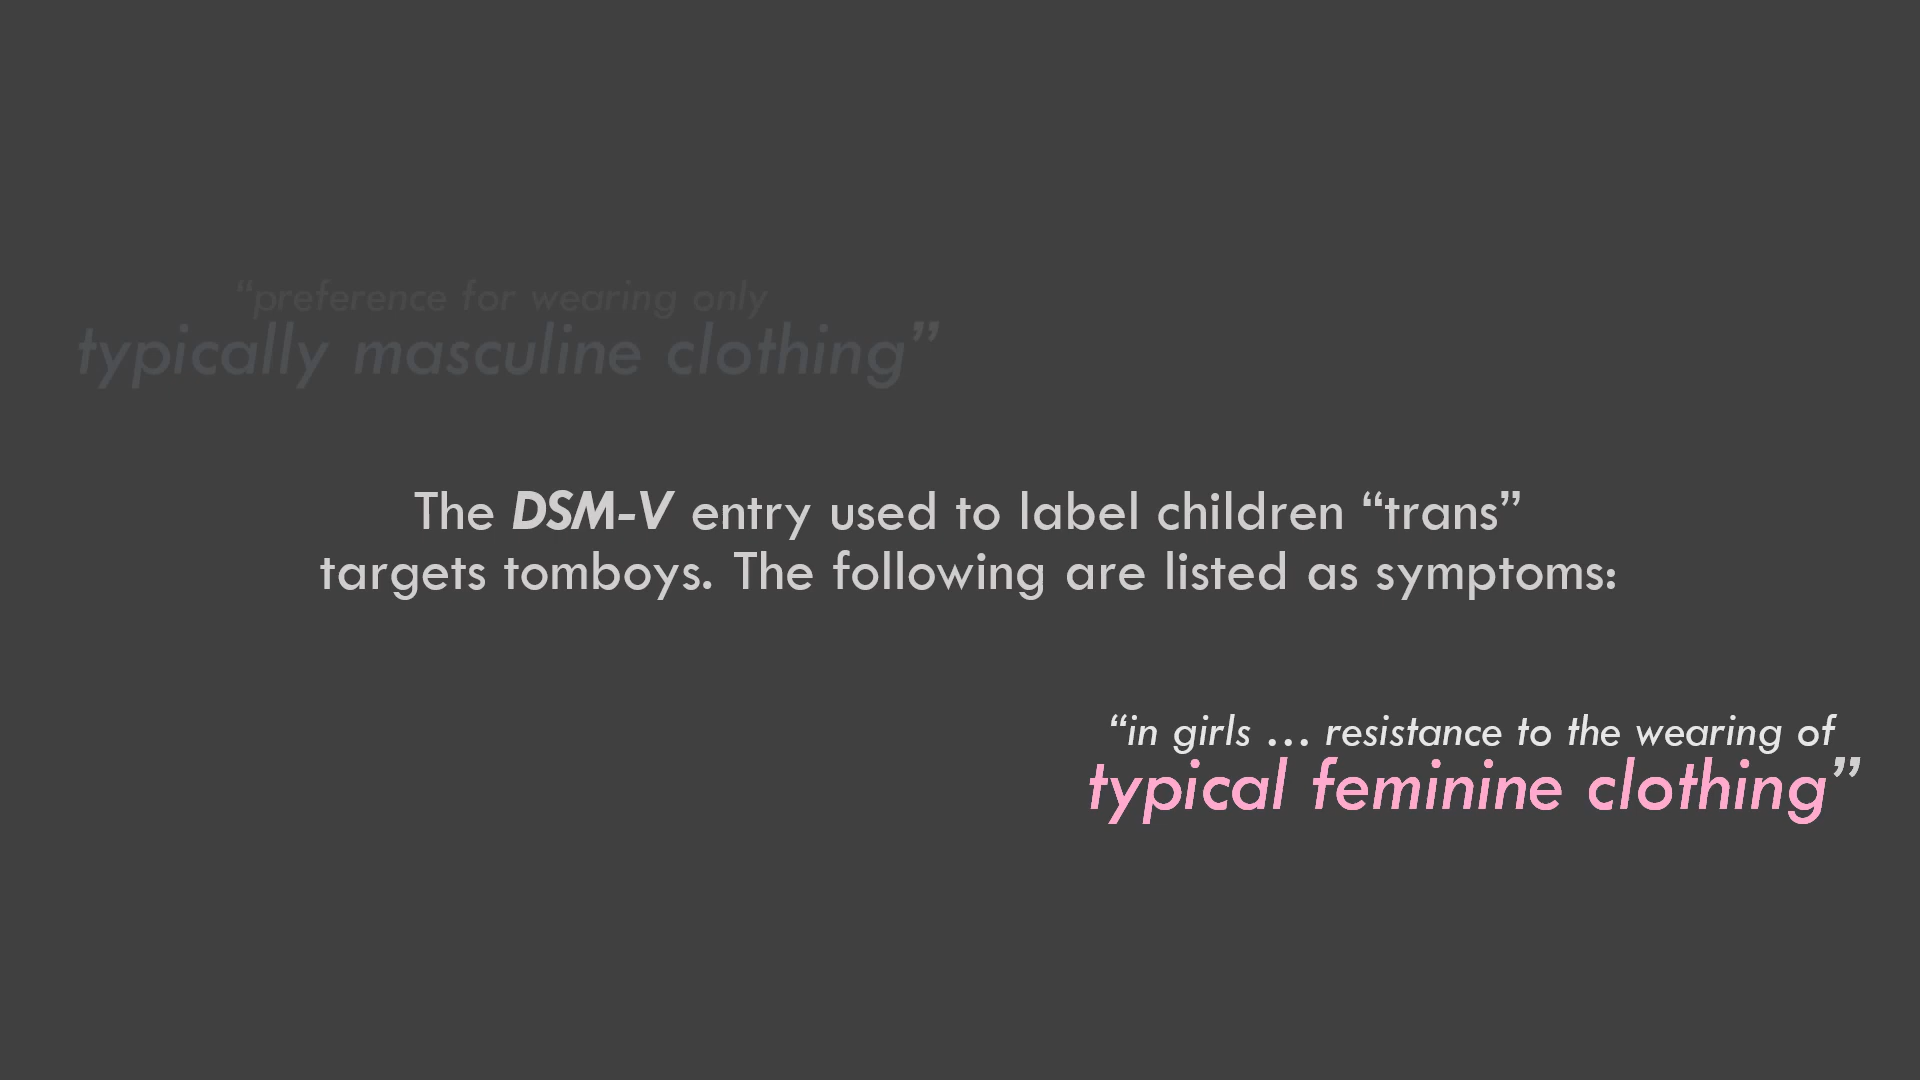 “preference for wearing only
typically masculine clothing”
The DSM-V entry used to label children “trans”
targets tomboys. The following are listed as symptoms:
“in girls … resistance to the wearing of
typical feminine clothing”